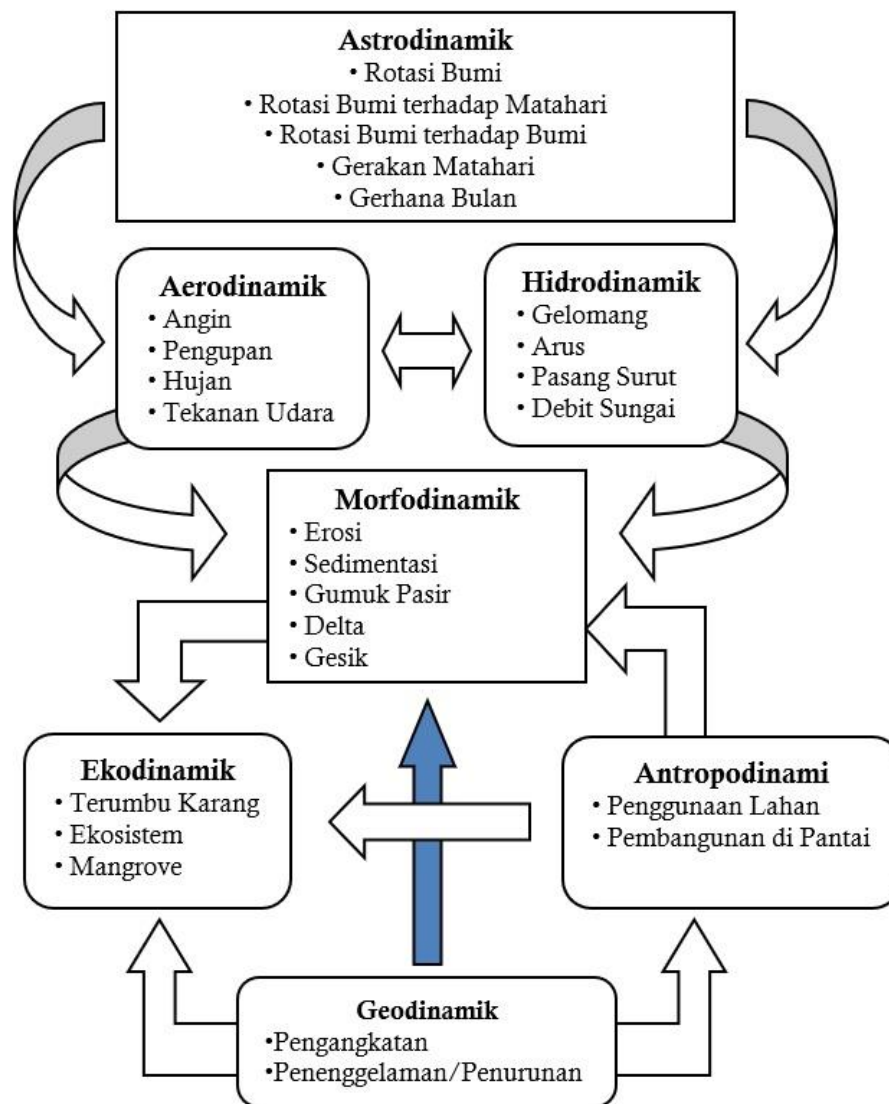 Astrodinamik
• Rotasi Bumi
• Rotasi Bumi terhadap Matahari
• Rotasi Bumi terhadap Bumi
• Gerakan Matahari
• Gerhana Bulan
Aerodinamik
• Angin
• Pengupan
• Hujan
• Tekanan Udara
Hidrodinamik
• Gelomang
• Arus
• Pasang Surut
• Debit Sungai
Morfodinamik
• Erosi
• Sedimentasi
• Gumuk Pasir
• Delta
• Gesik
Ekodinamik
• Terumbu Karang
• Ekosistem
• Mangrove
Antropodinami
• Penggunaan Lahan
• Pembangunan di Pantai
Geodinamik
•Pengangkatan
•Penenggelaman/Penurunan